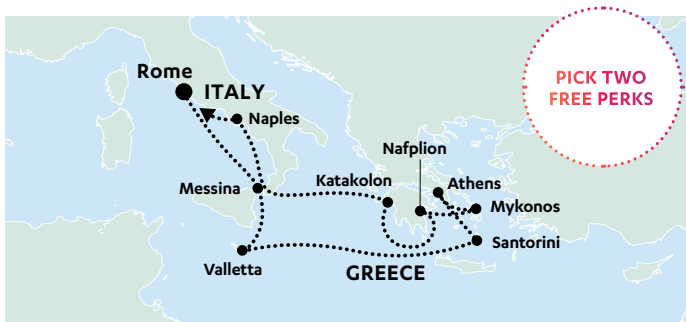 PICK TWO
FREE PERKS
Rome
ITALY
Naples
Nafplion
Messina
Katakolon
Athens
Mykonos
Santorini
Valletta
GREECE